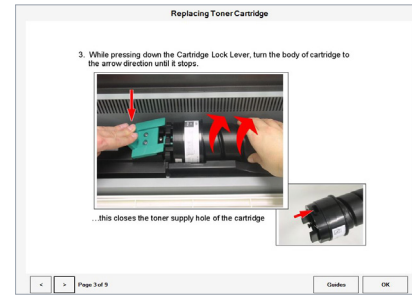 Replacing Toner Cartridge
3. While pressing down the Cartridge Lock Lever, turn the body of cartridge to
the arrow direction until it stops.
...this closes the toner supply hole of the cartridge
<
>
Page 3 of 9
Guides
OK